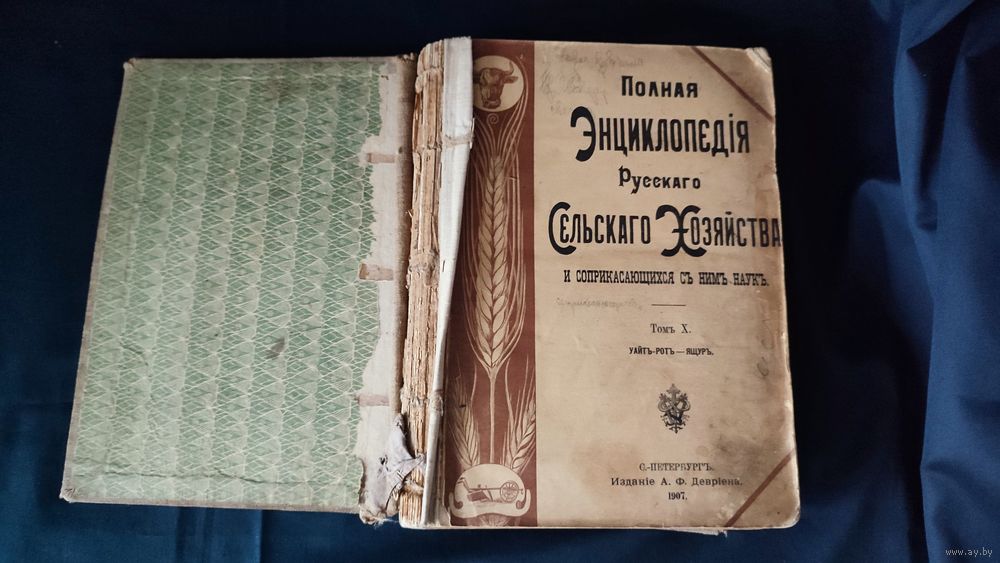 Полная
Энциклопедія
Русскаго
Сельскаго Хозяйства
и соприкасающихся съ нимъ наукъ.
Томъ X.
УАЙТЪ-РОТЪ — ЯЩУРЪ.
С.-ПЕТЕРБУРГЪ.
Изданіе А. Ф. Девріена.
1907.
www.ay.by